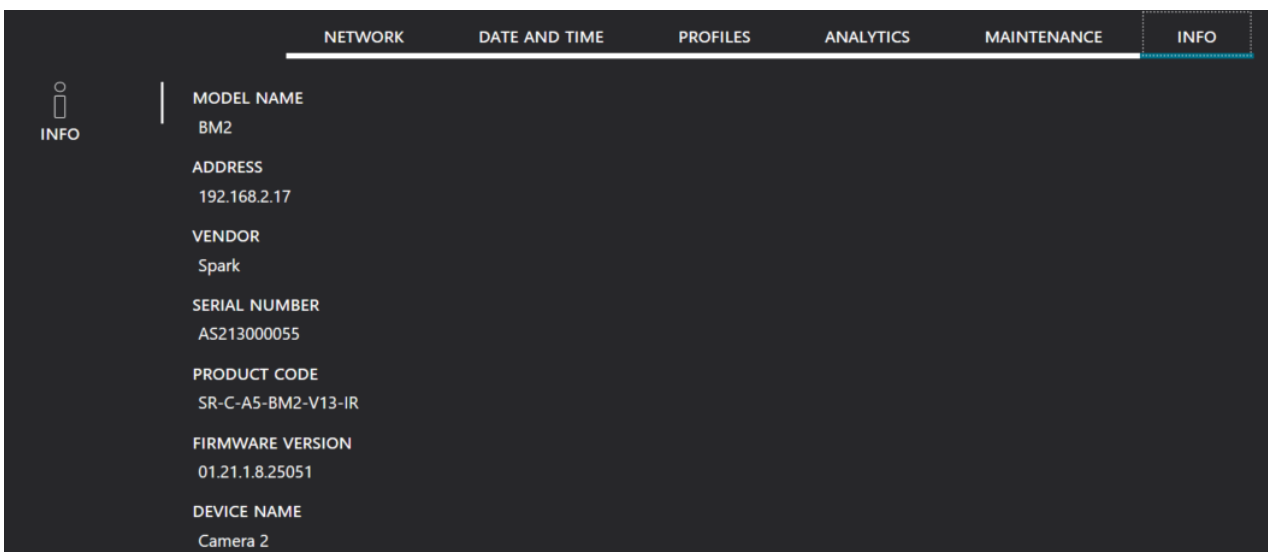 NETWORK DATE AND TIME PROFILES ANALYTICS MAINTENANCE INFO
INFO
MODEL NAME
BM2
ADDRESS
192.168.2.17
VENDOR
Spark
SERIAL NUMBER
AS213000055
PRODUCT CODE
SR-C-A5-BM2-V13-IR
FIRMWARE VERSION
01.21.1.8.25051
DEVICE NAME
Camera 2